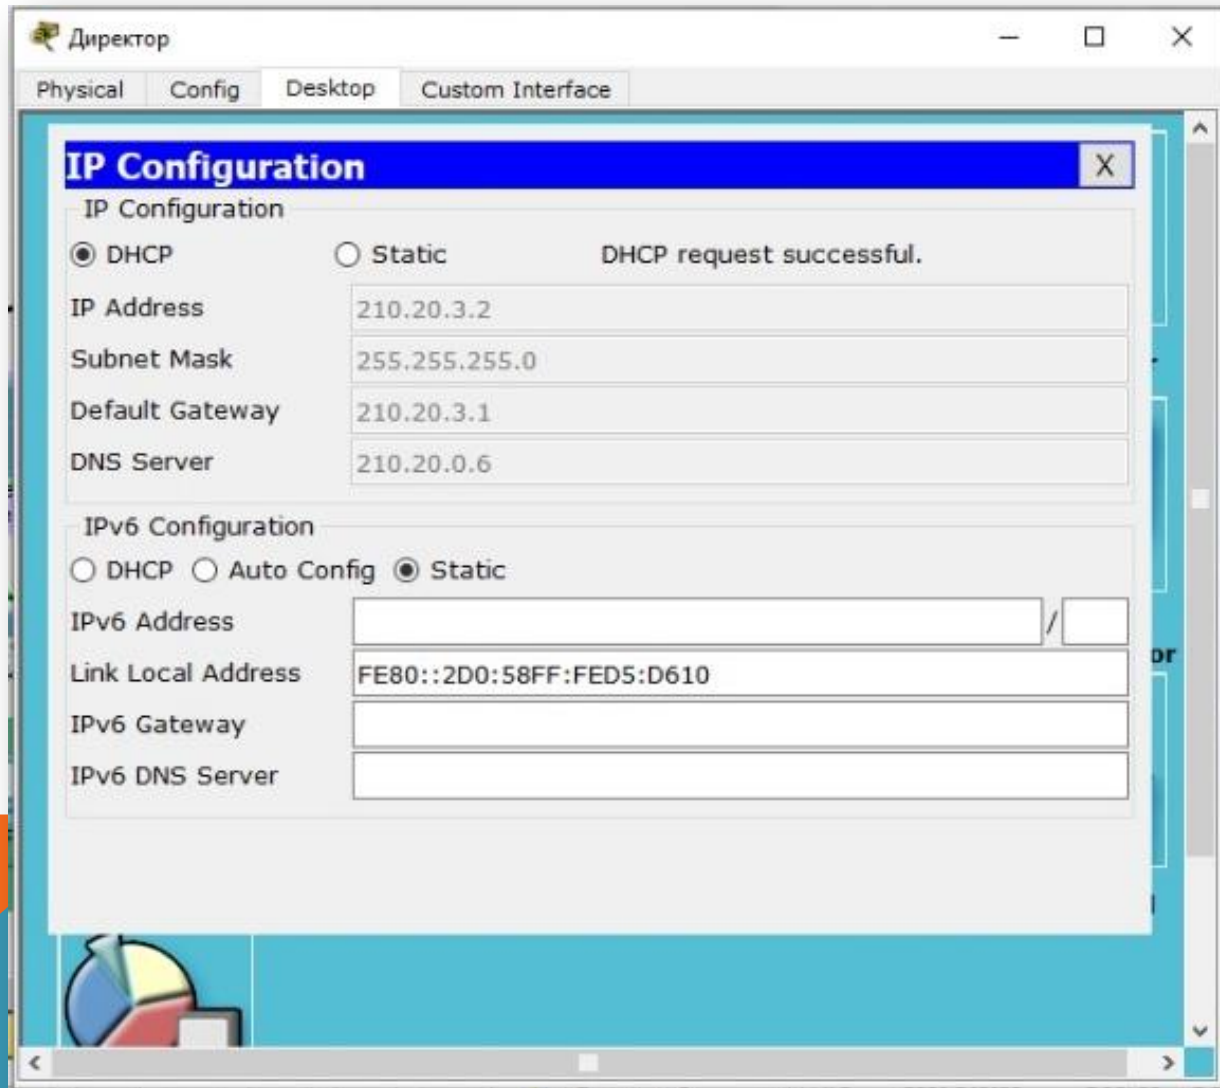 Директор
Physical Config Desktop Custom Interface
IP Configuration X
IP Configuration
DHCP Static DHCP request successful.
IP Address 210.20.3.2
Subnet Mask 255.255.255.0
Default Gateway 210.20.3.1
DNS Server 210.20.0.6
IPv6 Configuration
DHCP Auto Config Static
IPv6 Address /
Link Local Address FE80::2D0:58FF:FED5:D610
or
IPv6 Gateway
IPv6 DNS Server